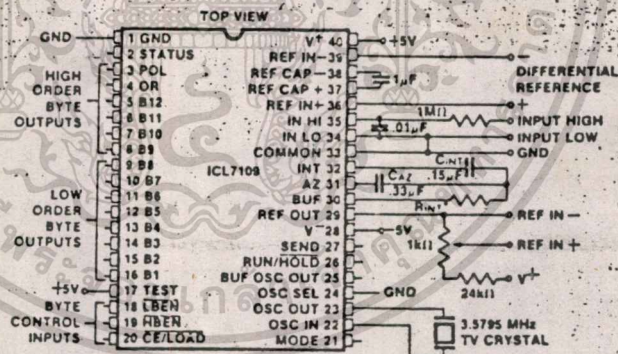 TOP VIEW
GND
1 GND
2 STATUS
3 POL
4 OR
5 B12
6 B11
7 B10
8 B9
9 B8
10 B7
11 B6
12 B5
13 B4
14 B3
15 B2
16 B1
17 TEST
18 LBEN
19 HBEN
20 CE/LOAD
HIGH
ORDER
BYTE
OUTPUTS
LOW
ORDER
BYTE
OUTPUTS
+5V
BYTE
CONTROL
INPUTS
ICL7109
V+ 40
REF IN- 39
REF CAP- 38
REF CAP+ 37
REF IN+ 36
IN HI 35
IN LO 34
COMMON 33
INT 32
AZ 31
BUF 30
REF OUT 29
V- 28
SEND 27
RUN/HOLD 26
BUF OSC OUT 25
OSC SEL 24
OSC OUT 23
OSC IN 22
MODE 21
+5V
-
1µF
DIFFERENTIAL
REFERENCE
+
1MΩ
INPUT HIGH
.01µF
INPUT LOW
GND
CINT
.15µF
CAZ
.33µF
RINT
REF IN -
-5V
1kΩ
REF IN +
V+
24kΩ
GND
3.5795 MHz
TV CRYSTAL